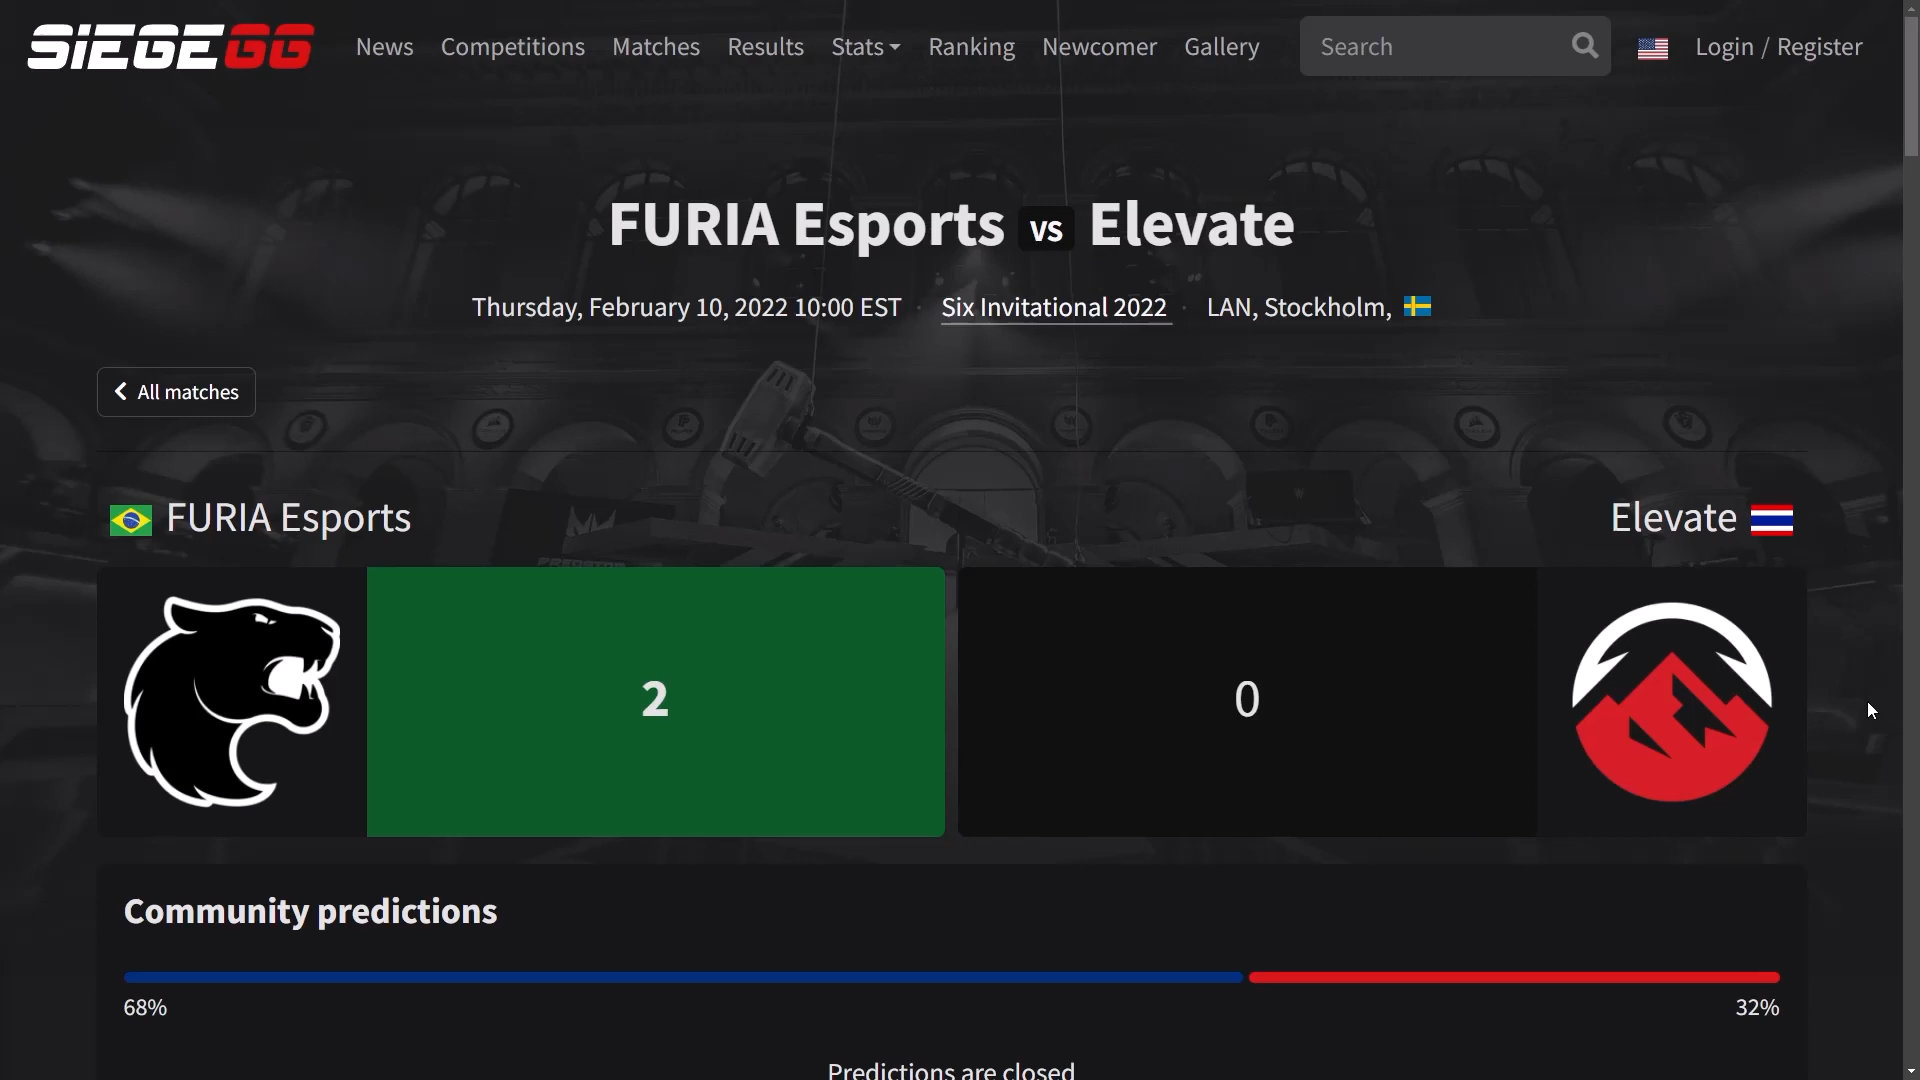 SIEGEGG News Competitions Matches Results Stats Ranking Newcomer Gallery Search Login / Register
FURIA Esports vs Elevate
Thursday, February 10, 2022 10:00 EST · Six Invitational 2022 · LAN, Stockholm,
All matches
FURIA Esports Elevate
2 0
Community predictions
68% 32%
Predictions are closed